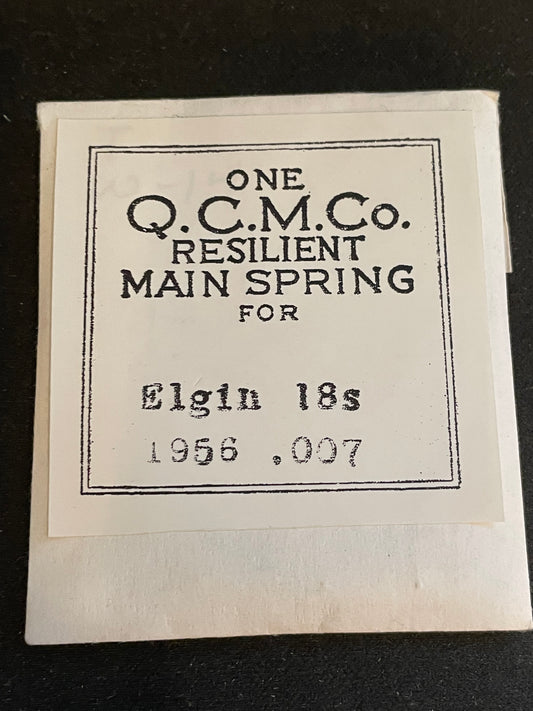 ONE
Q.C.M.Co.
RESILIENT
MAIN SPRING
FOR
Elgin 18s
1956 .007